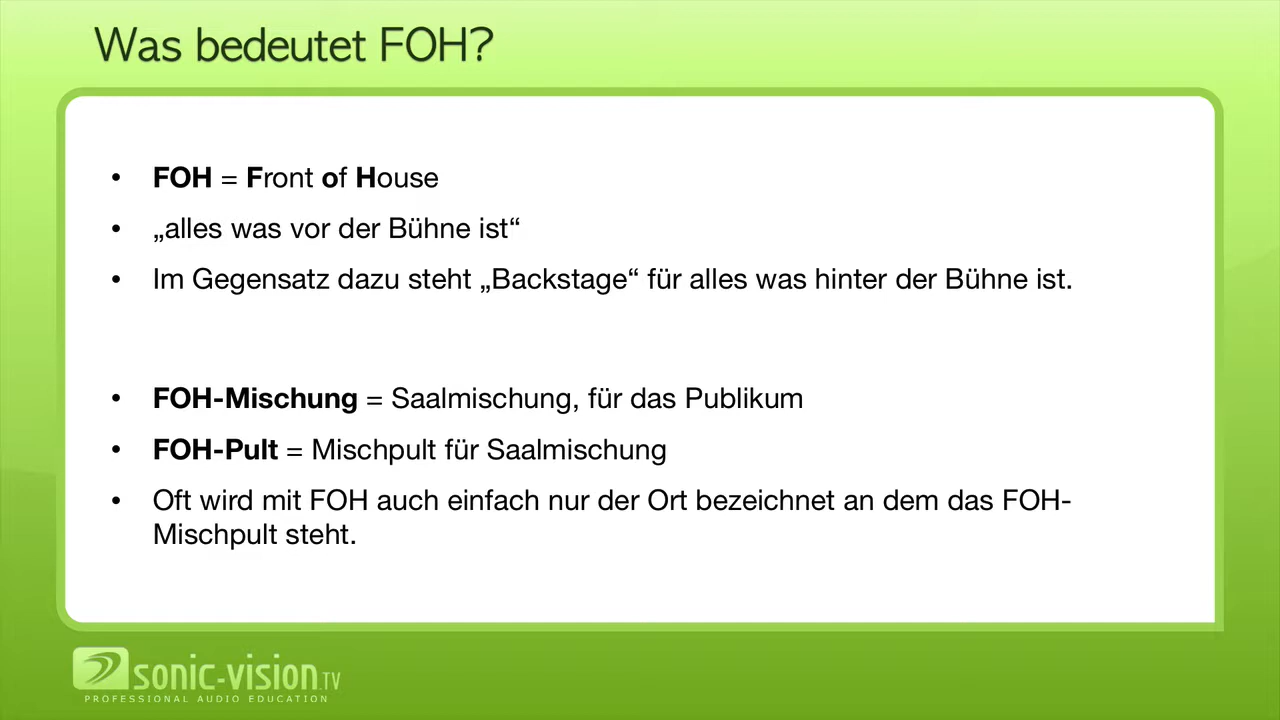 Was bedeutet FOH?
• FOH = Front of House
• „alles was vor der Bühne ist“
• Im Gegensatz dazu steht „Backstage“ für alles was hinter der Bühne ist.
• FOH-Mischung = Saalmischung, für das Publikum
• FOH-Pult = Mischpult für Saalmischung
• Oft wird mit FOH auch einfach nur der Ort bezeichnet an dem das FOH-
Mischpult steht.
sonic-vision.TV
PROFESSIONAL AUDIO EDUCATION